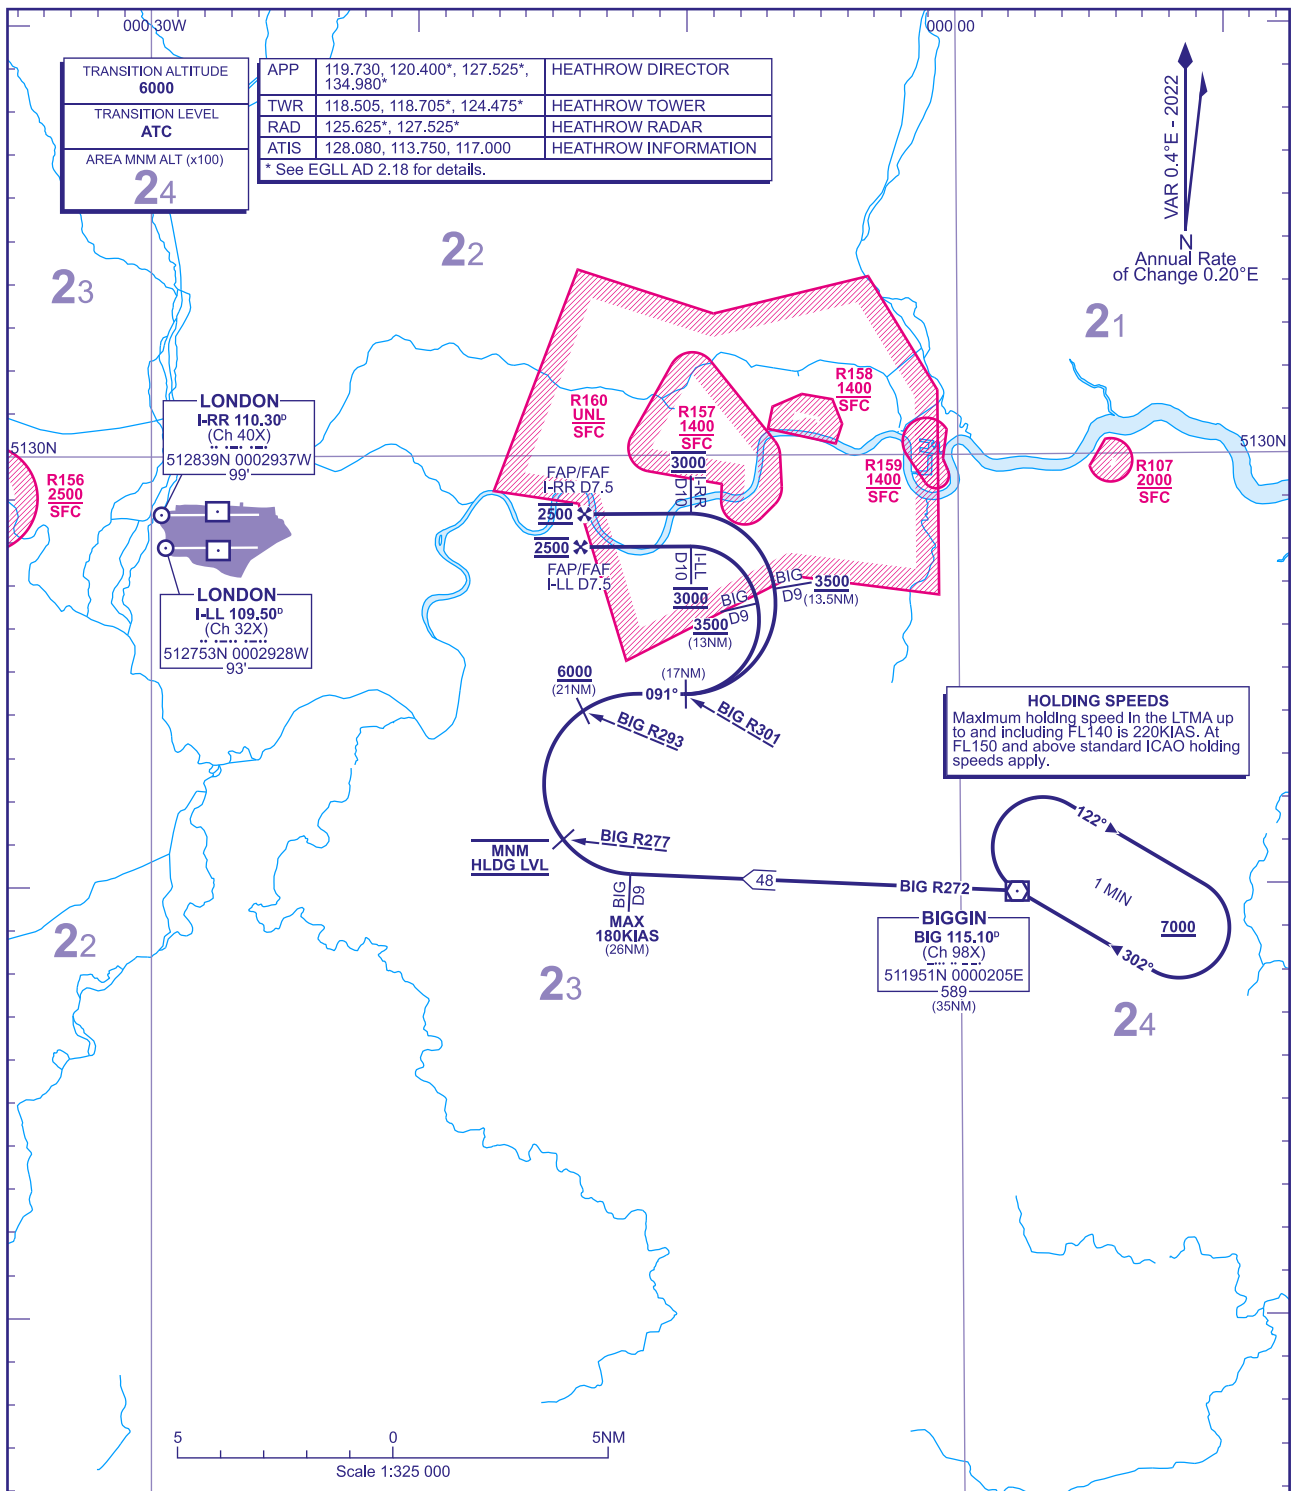 000 30W
000 00
TRANSITION ALTITUDE
6000
TRANSITION LEVEL
ATC
AREA MNM ALT (x100)
24
APP 119.730, 120.400*, 127.525*, 134.980* HEATHROW DIRECTOR
TWR 118.505, 118.705*, 124.475* HEATHROW TOWER
RAD 125.625*, 127.525* HEATHROW RADAR
ATIS 128.080, 113.750, 117.000 HEATHROW INFORMATION
* See EGLL AD 2.18 for details.
VAR 0.4°E - 2022
N
Annual Rate
of Change 0.20°E
23
22
21
R160
UNL
SFC
R157
1400
SFC
R158
1400
SFC
R159
1400
SFC
R107
2000
SFC
R156
2500
SFC
5130N
5130N
LONDON
I-RR 110.30ᴰ
(Ch 40X)
512839N 0002937W
99'
LONDON
I-LL 109.50ᴰ
(Ch 32X)
512753N 0002928W
93'
FAP/FAF
I-RR D7.5
2500
2500
FAP/FAF
I-LL D7.5
3000
I-RR
D10
I-LL
D10
3000
BIG
D9
3500
(13.5NM)
BIG
D9
3500
(13NM)
6000
(21NM)
(17NM)
091°
BIG R301
BIG R293
BIG R277
MNM
HLDG LVL
BIG
D9
MAX
180KIAS
(26NM)
48
BIG R272
HOLDING SPEEDS
Maximum holding speed in the LTMA up
to and including FL140 is 220KIAS. At
FL150 and above standard ICAO holding
speeds apply.
122°
1 MIN
7000
302°
BIGGIN
BIG 115.10ᴰ
(Ch 98X)
511951N 0000205E
589
(35NM)
22
23
24
5 0 5NM
Scale 1:325 000